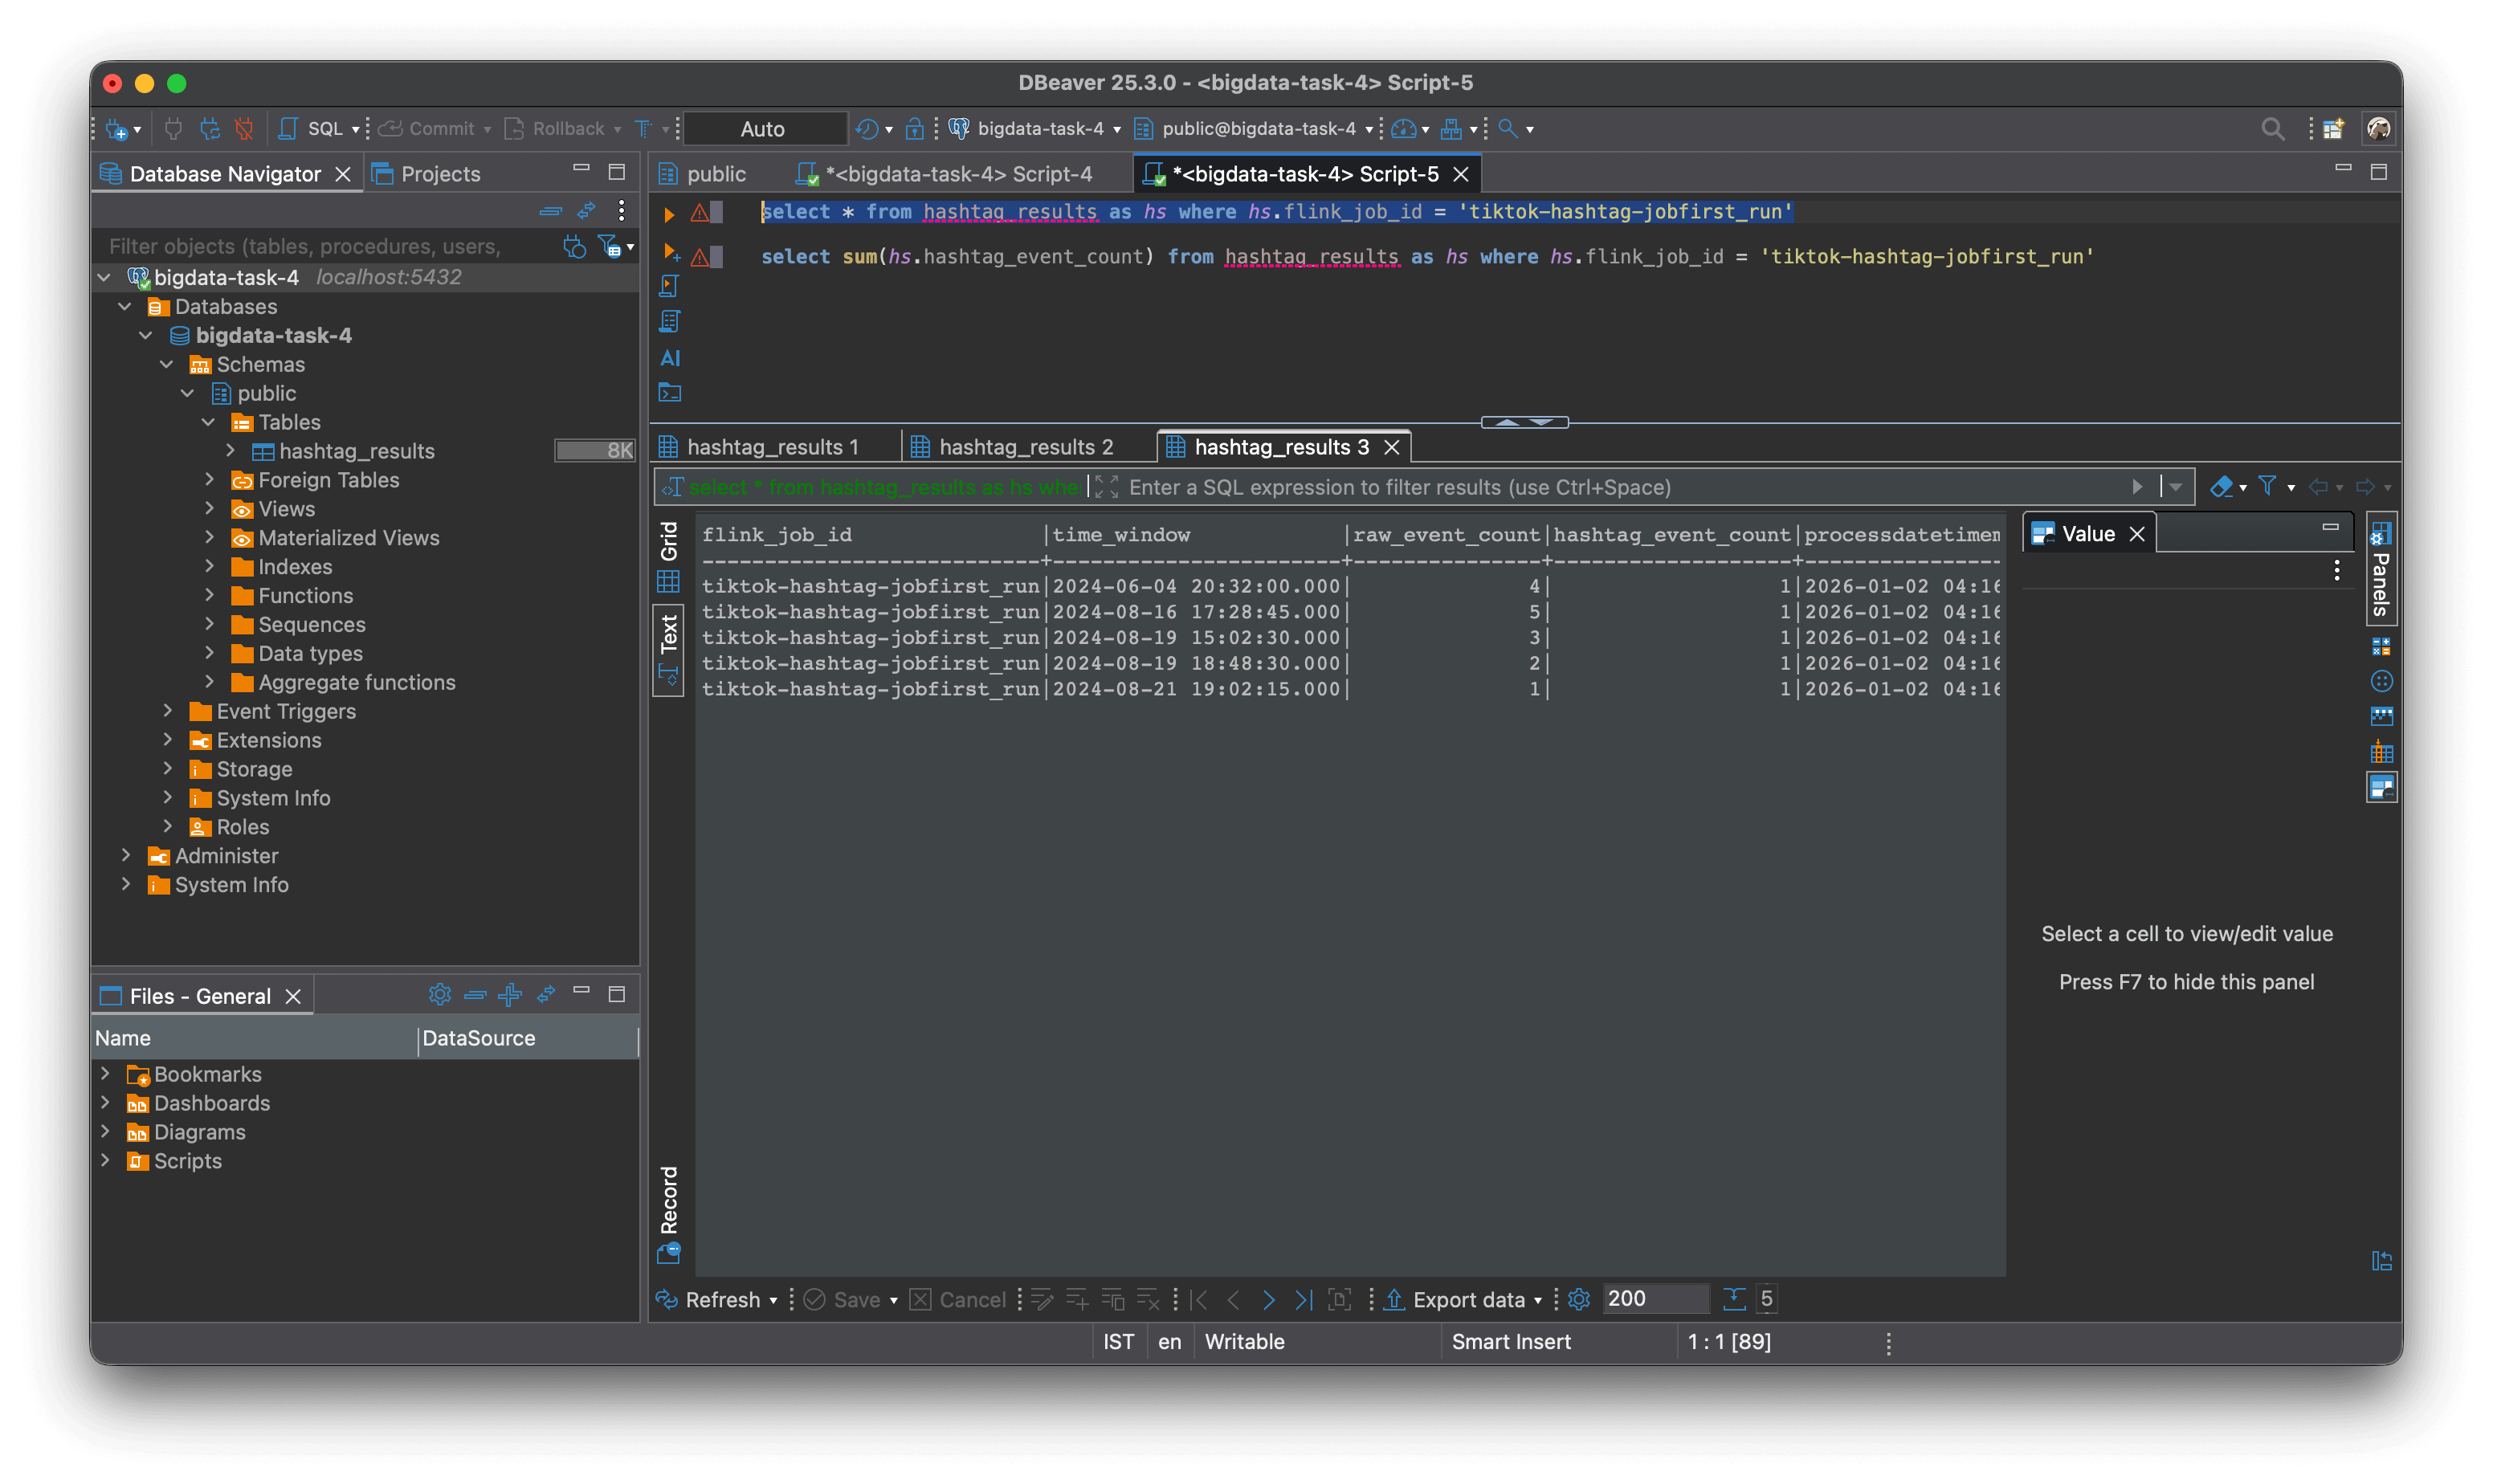 DBeaver 25.3.0 - <bigdata-task-4> Script-5
SQL Commit Rollback Auto bigdata-task-4 public@bigdata-task-4
Database Navigator Projects
Filter objects (tables, procedures, users,
bigdata-task-4 localhost:5432
Databases
bigdata-task-4
Schemas
public
Tables
hashtag_results 8K
Foreign Tables
Views
Materialized Views
Indexes
Functions
Sequences
Data types
Aggregate functions
Event Triggers
Extensions
Storage
System Info
Roles
Administer
System Info
Files - General
Name DataSource
Bookmarks
Dashboards
Diagrams
Scripts
public *<bigdata-task-4> Script-4 *<bigdata-task-4> Script-5
select * from hashtag_results as hs where hs.flink_job_id = 'tiktok-hashtag-jobfirst_run'
select sum(hs.hashtag_event_count) from hashtag_results as hs where hs.flink_job_id = 'tiktok-hashtag-jobfirst_run'
AI
hashtag_results 1 hashtag_results 2 hashtag_results 3
select * from hashtag_results as hs whe Enter a SQL expression to filter results (use Ctrl+Space)
Grid
Text
Record
flink_job_id |time_window |raw_event_count|hashtag_event_count|processdatetimem
---------------------------+-----------------------+---------------+-------------------+----------------
tiktok-hashtag-jobfirst_run|2024-06-04 20:32:00.000| 4| 1|2026-01-02 04:16
tiktok-hashtag-jobfirst_run|2024-08-16 17:28:45.000| 5| 1|2026-01-02 04:16
tiktok-hashtag-jobfirst_run|2024-08-19 15:02:30.000| 3| 1|2026-01-02 04:16
tiktok-hashtag-jobfirst_run|2024-08-19 18:48:30.000| 2| 1|2026-01-02 04:16
tiktok-hashtag-jobfirst_run|2024-08-21 19:02:15.000| 1| 1|2026-01-02 04:16
Value
Panels
Select a cell to view/edit value
Press F7 to hide this panel
Refresh Save Cancel Export data 200 5
IST en Writable Smart Insert 1 : 1 [89]